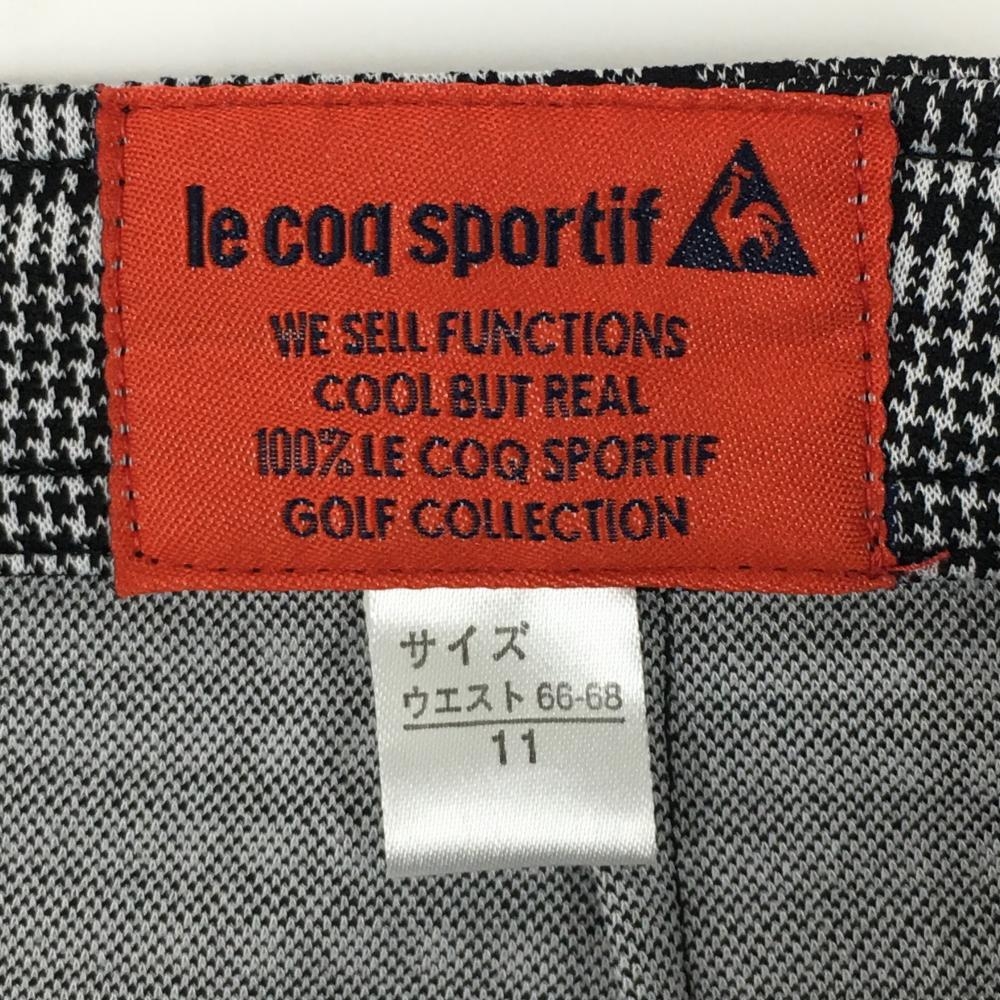 le coq sportif
WE SELL FUNCTIONS
COOL BUT REAL
100% LE COQ SPORTIF
GOLF COLLECTION
サイズ
ウエスト 66-68
11